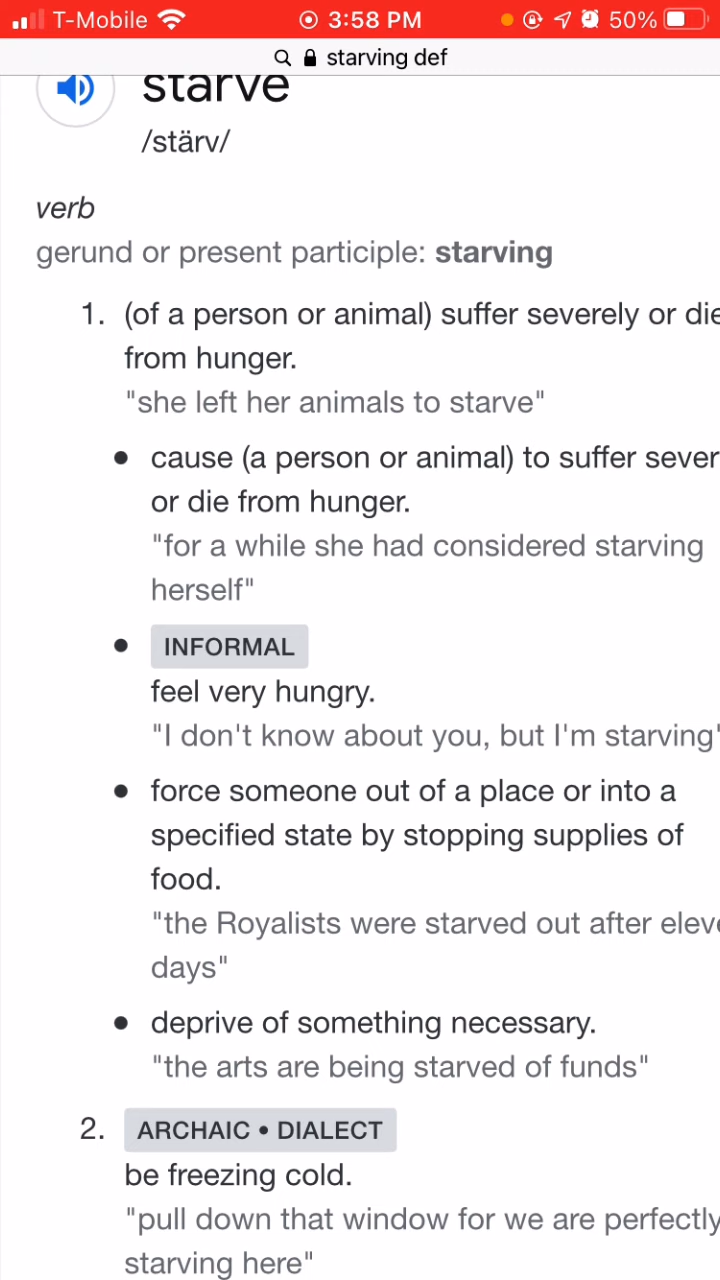 T-Mobile 3:58 PM 50%
starving def
starve
/stärv/
verb
gerund or present participle: starving
1. (of a person or animal) suffer severely or die
from hunger.
"she left her animals to starve"
• cause (a person or animal) to suffer sever
or die from hunger.
"for a while she had considered starving
herself"
• INFORMAL
feel very hungry.
"I don't know about you, but I'm starving"
• force someone out of a place or into a
specified state by stopping supplies of
food.
"the Royalists were starved out after eleve
days"
• deprive of something necessary.
"the arts are being starved of funds"
2. ARCHAIC • DIALECT
be freezing cold.
"pull down that window for we are perfectly
starving here"